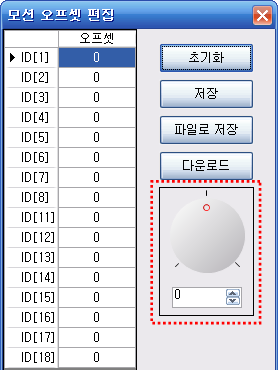 모션 오프셋 편집
오프셋
ID[1] 0
ID[2] 0
ID[3] 0
ID[4] 0
ID[5] 0
ID[6] 0
ID[7] 0
ID[8] 0
ID[11] 0
ID[12] 0
ID[13] 0
ID[14] 0
ID[15] 0
ID[16] 0
ID[17] 0
ID[18] 0
초기화
저장
파일로 저장
다운로드
0